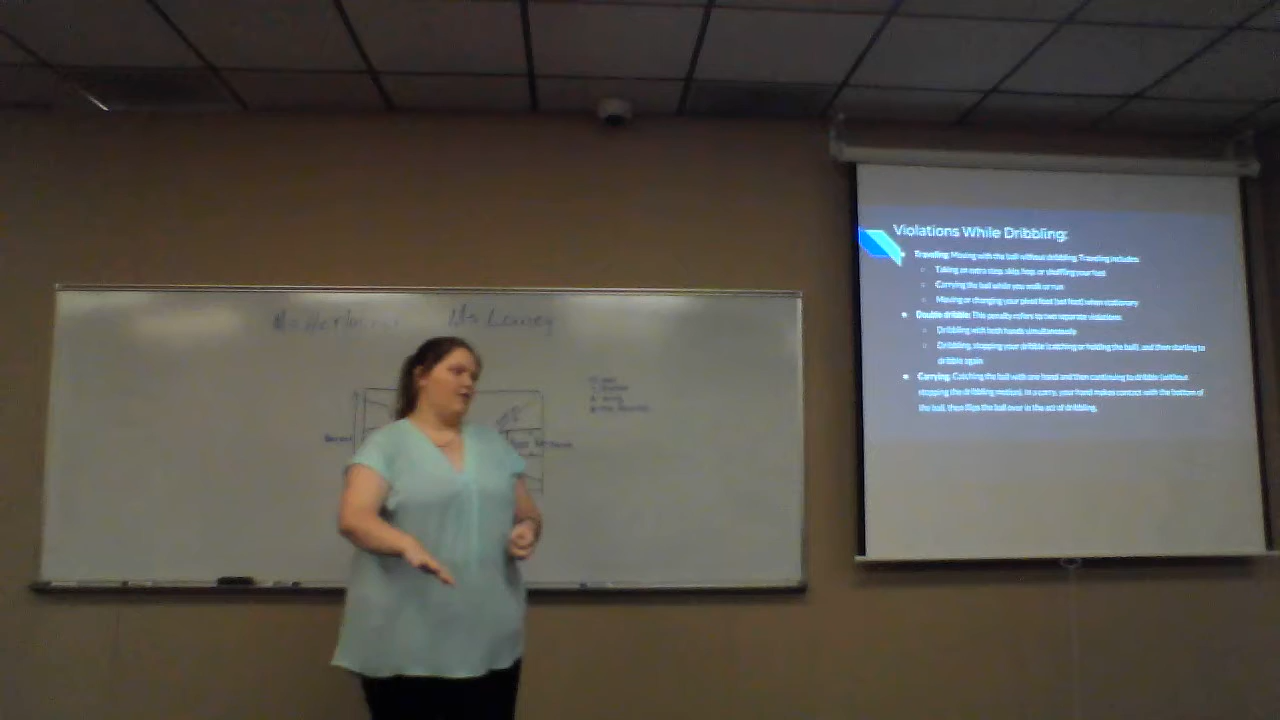 Ms Laney
Violations While Dribbling:
Traveling: Moving with the ball without dribbling. Traveling includes:
Taking an extra step, skip, hop, or shuffling your feet
Carrying the ball while you walk or run
Moving or changing your pivot foot (set foot) when stationary
Double dribble: This penalty refers to two separate violations:
Dribbling with both hands simultaneously
Dribbling, stopping your dribble holding the ball), and then starting to
dribble again
Carrying: Catching the ball with one hand and then continuing to dribble (without
stopping the dribbling motion). In a carry, your hand makes contact with the bottom of
the ball, then flips the ball over in the act of dribbling.